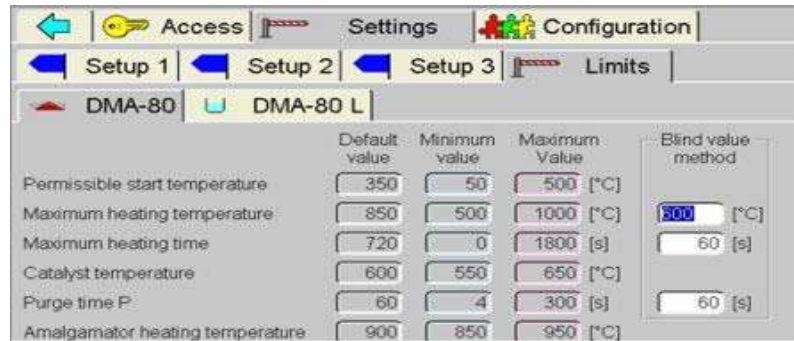 Access Settings Configuration
Setup 1 Setup 2 Setup 3 Limits
DMA-80 DMA-80 L
Default Minimum Maximum Blind value
value value Value method
Permissible start temperature 350 50 500 [°C]
Maximum heating temperature 850 500 1000 [°C] 600 [°C]
Maximum heating time 720 0 1800 [s] 60 [s]
Catalyst temperature 600 550 650 [°C]
Purge time P 60 4 300 [s] 60 [s]
Amalgamator heating temperature 900 850 950 [°C]